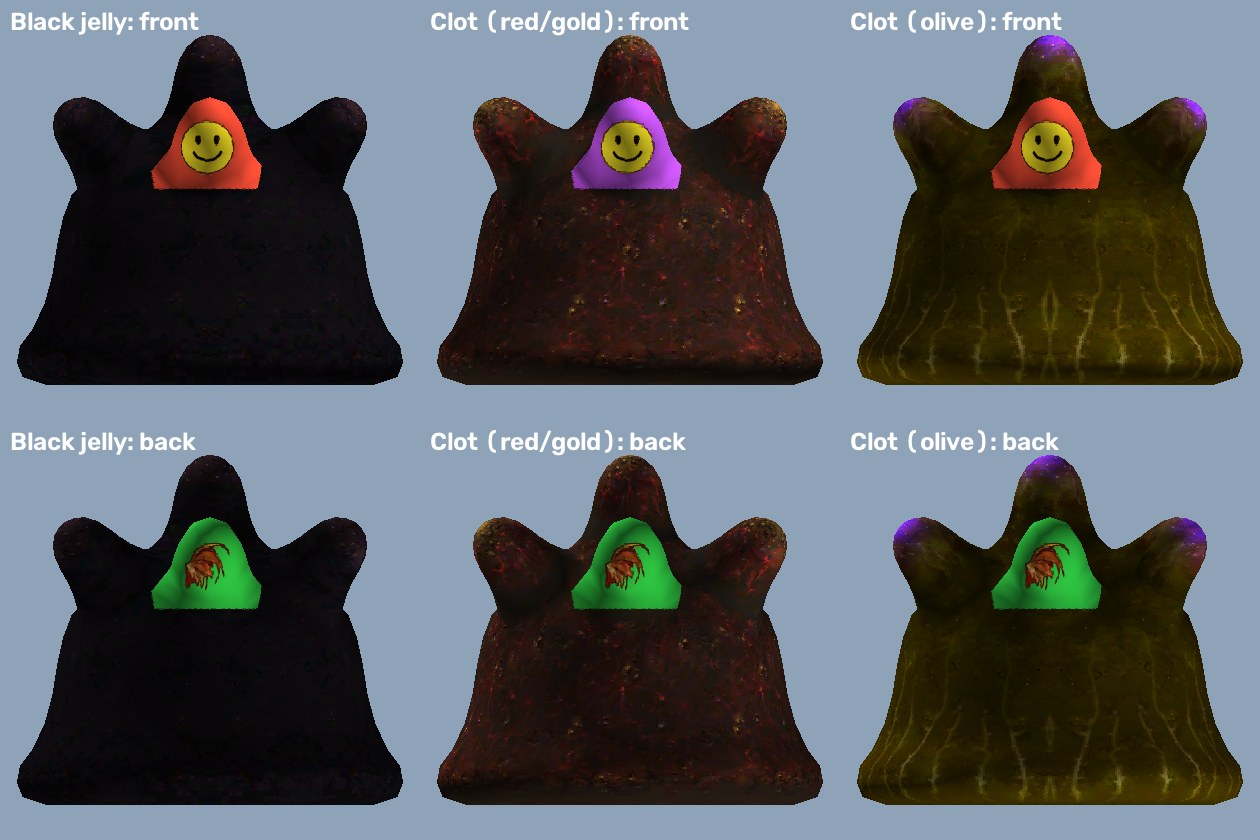 Black jelly: front
Clot (red/gold): front
Clot (olive): front
Black jelly: back
Clot (red/gold): back
Clot (olive): back